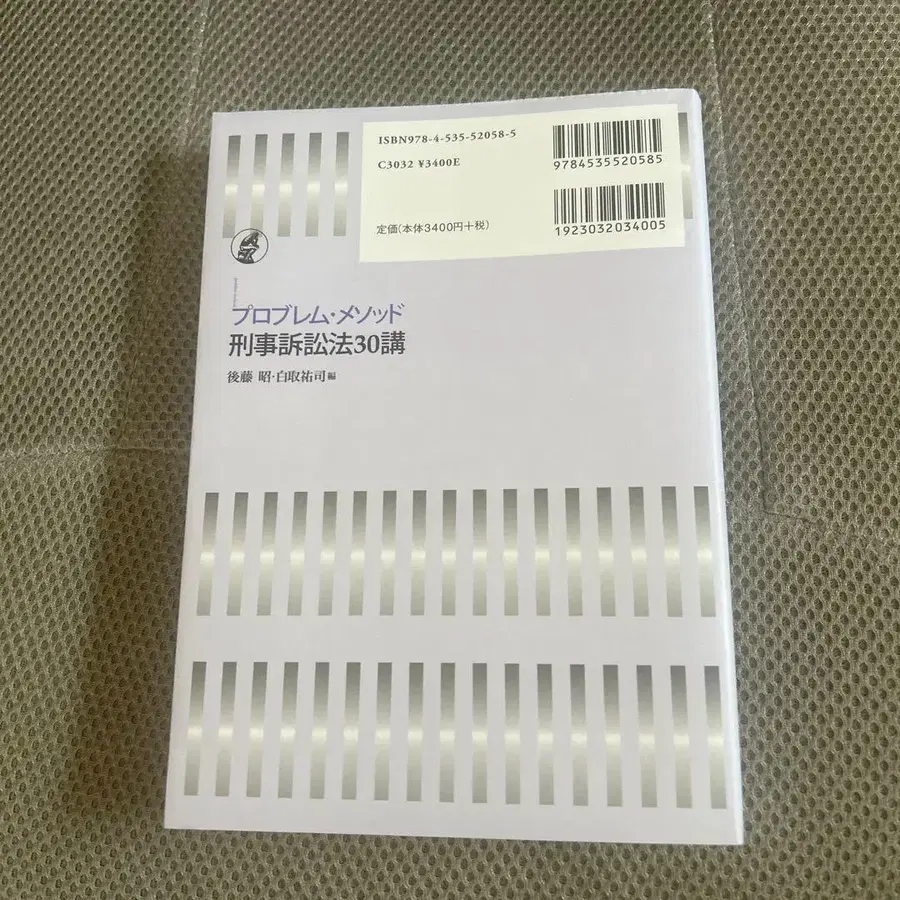 ISBN978-4-535-52058-5
C3032 ¥3400E
定価(本体3400円+税)
9784535520585
1923032034005
プロブレム・メソッド
刑事訴訟法30講
後藤 昭・白取祐司 編